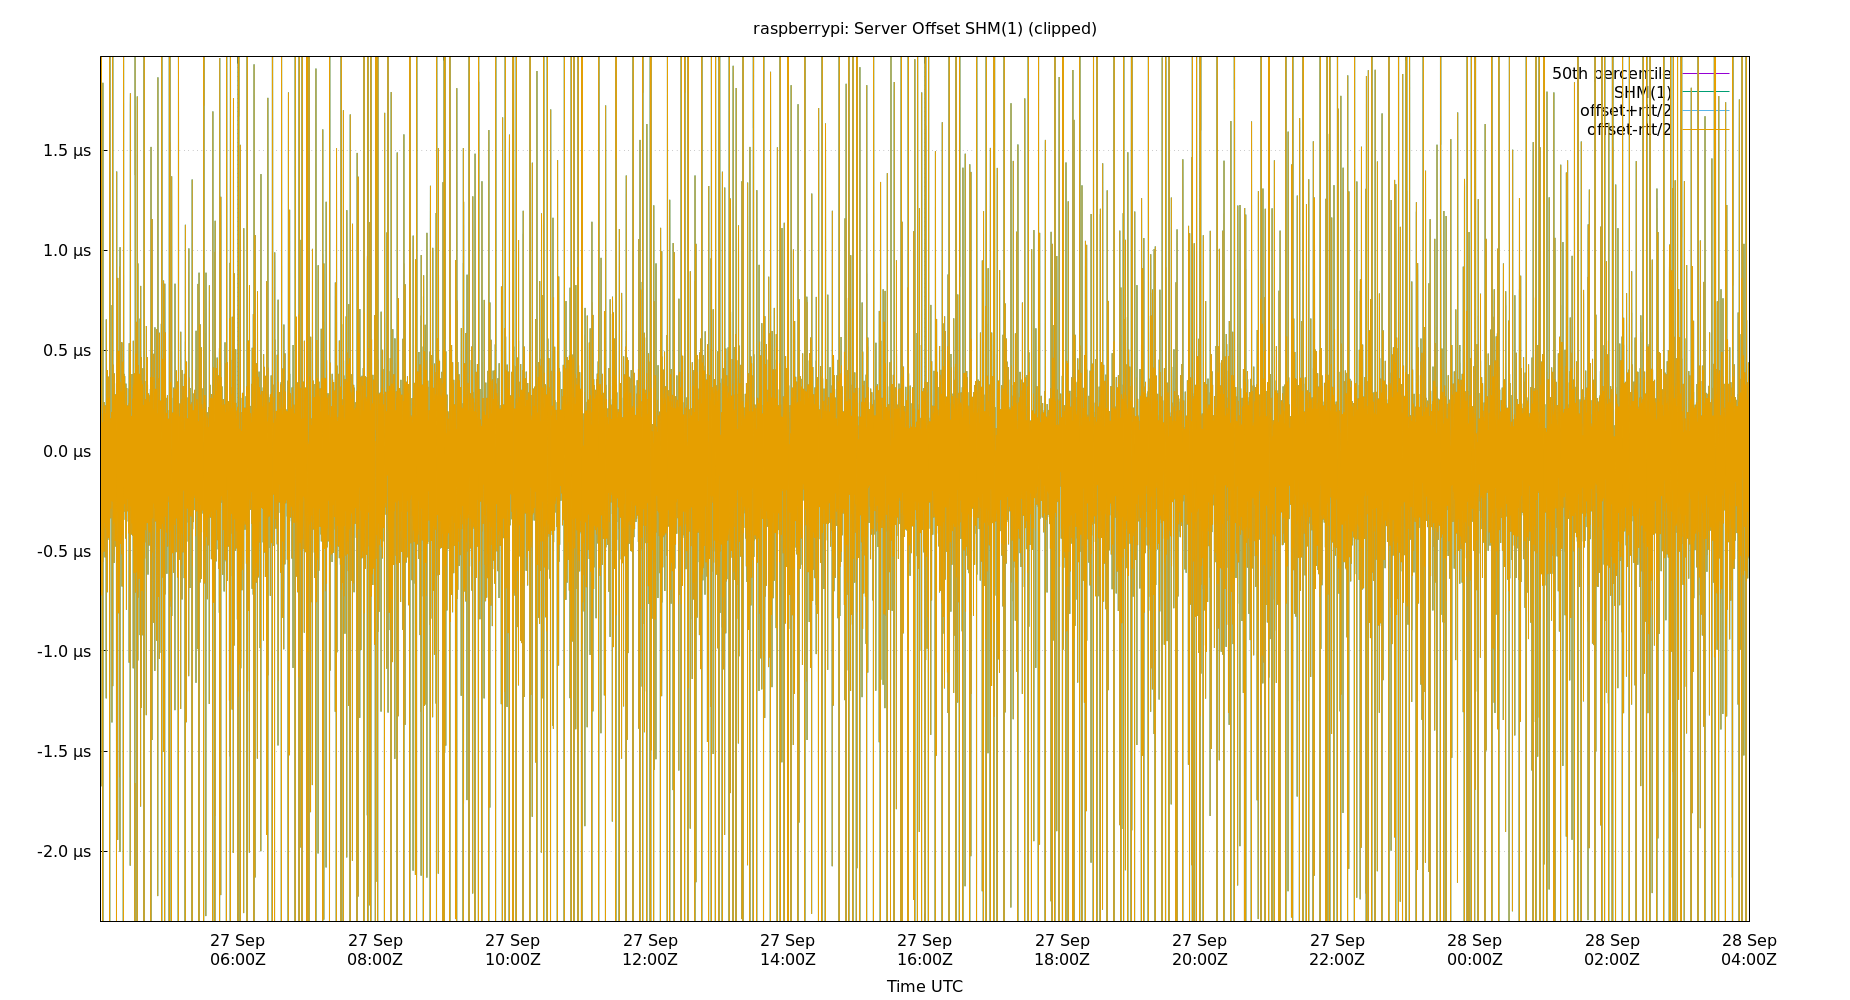 raspberrypi: Server Offset SHM(1) (clipped)
50th percentile
SHM(1)
offset+rtt/2
offset-rtt/2
1.5 µs
1.0 µs
0.5 µs
0.0 µs
-0.5 µs
-1.0 µs
-1.5 µs
-2.0 µs
27 Sep 27 Sep 27 Sep 27 Sep 27 Sep 27 Sep 27 Sep 27 Sep 27 Sep 28 Sep 28 Sep 28 Sep
06:00Z 08:00Z 10:00Z 12:00Z 14:00Z 16:00Z 18:00Z 20:00Z 22:00Z 00:00Z 02:00Z 04:00Z
Time UTC